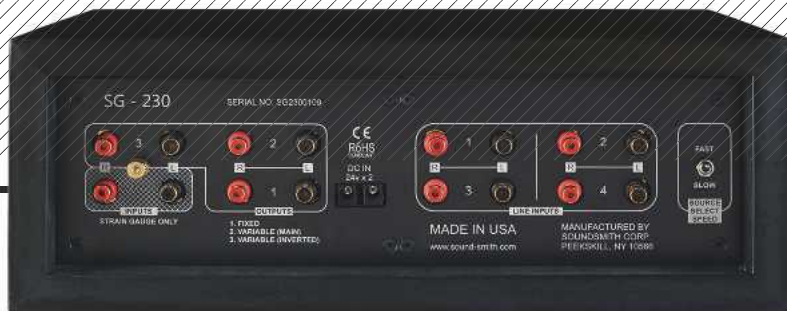 SG - 230
SERIAL NO. SG2300109
3
R L
INPUTS
STRAIN GAUGE ONLY
2
R L
1
OUTPUTS
1. FIXED
2. VARIABLE (MAIN)
3. VARIABLE (INVERTED)
CE
RoHS
DC IN
24v x 2
1
R L
3
2
R L
4
LINE INPUTS
MADE IN USA
www.sound-smith.com
MANUFACTURED BY
SOUNDSMITH CORP
PEEKSKILL, NY 10566
FAST
SLOW
SOURCE
SELECT
SPEED